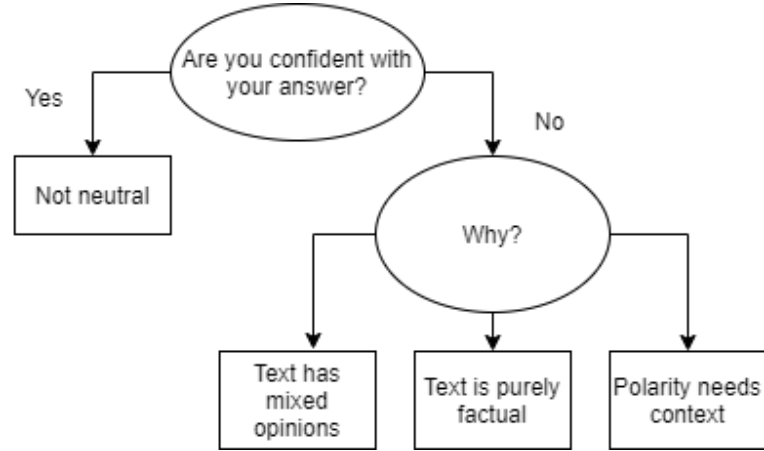 Are you confident with
your answer?
Yes
No
Not neutral
Why?
Text has
mixed
opinions
Text is purely
factual
Polarity needs
context